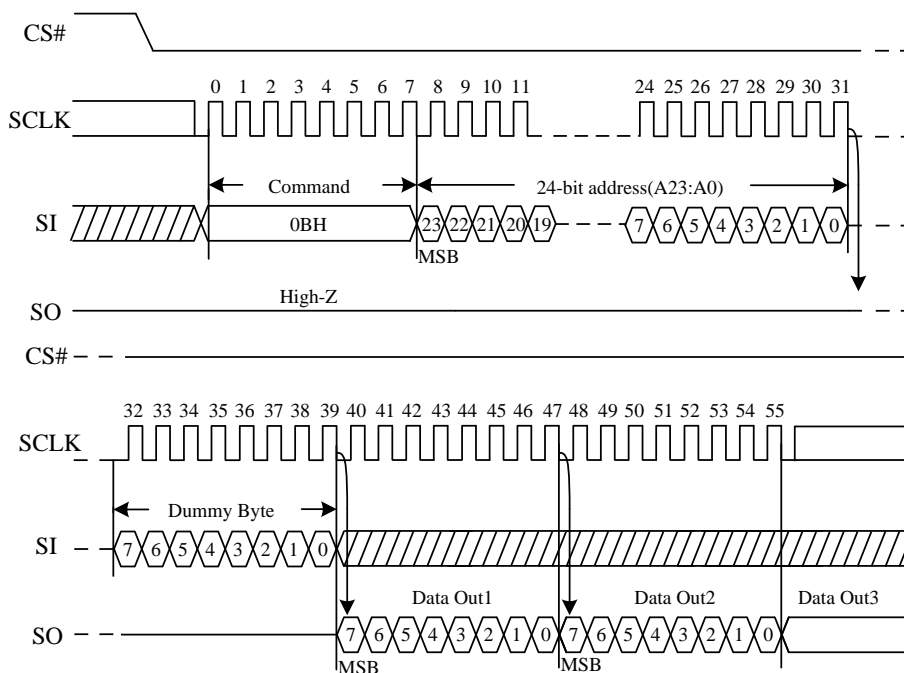 CS#
0 1 2 3 4 5 6 7 8 9 10 11 24 25 26 27 28 29 30 31
SCLK
Command 24-bit address(A23:A0)
SI 0BH 23 22 21 20 19 7 6 5 4 3 2 1 0
MSB
High-Z
SO
CS#
32 33 34 35 36 37 38 39 40 41 42 43 44 45 46 47 48 49 50 51 52 53 54 55
SCLK
Dummy Byte
SI 7 6 5 4 3 2 1 0
Data Out1 Data Out2 Data Out3
SO 7 6 5 4 3 2 1 0 7 6 5 4 3 2 1 0
MSB MSB